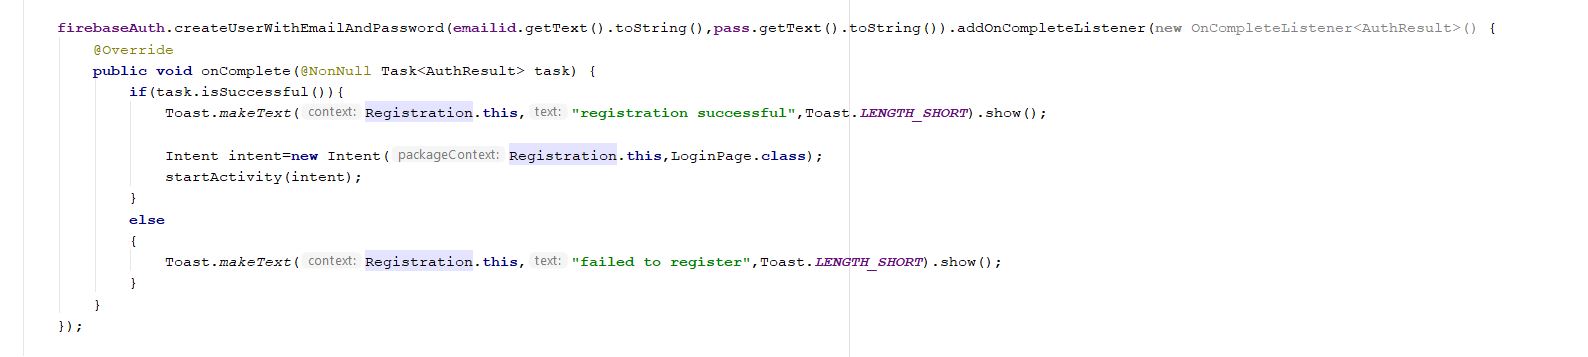 firebaseAuth.createUserWithEmailAndPassword(emailid.getText().toString(),pass.getText().toString()).addOnCompleteListener(new OnCompleteListener<AuthResult>() {
@Override
public void onComplete(@NonNull Task<AuthResult> task) {
if(task.isSuccessful()){
Toast.makeText( context: Registration.this, text: "registration successful",Toast.LENGTH_SHORT).show();
Intent intent=new Intent( packageContext: Registration.this,LoginPage.class);
startActivity(intent);
}
else
{
Toast.makeText( context: Registration.this, text: "failed to register",Toast.LENGTH_SHORT).show();
}
}
});